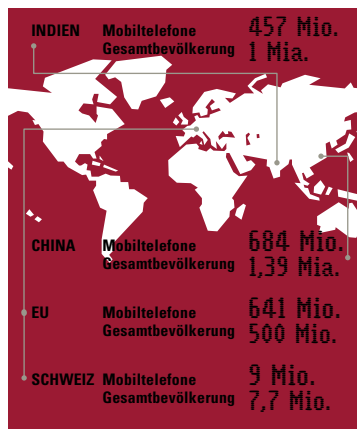 INDIEN Mobiltelefone 457 Mio.
Gesamtbevölkerung 1 Mia.
CHINA Mobiltelefone 684 Mio.
Gesamtbevölkerung 1,39 Mia.
EU Mobiltelefone 641 Mio.
Gesamtbevölkerung 500 Mio.
SCHWEIZ Mobiltelefone 9 Mio.
Gesamtbevölkerung 7,7 Mio.